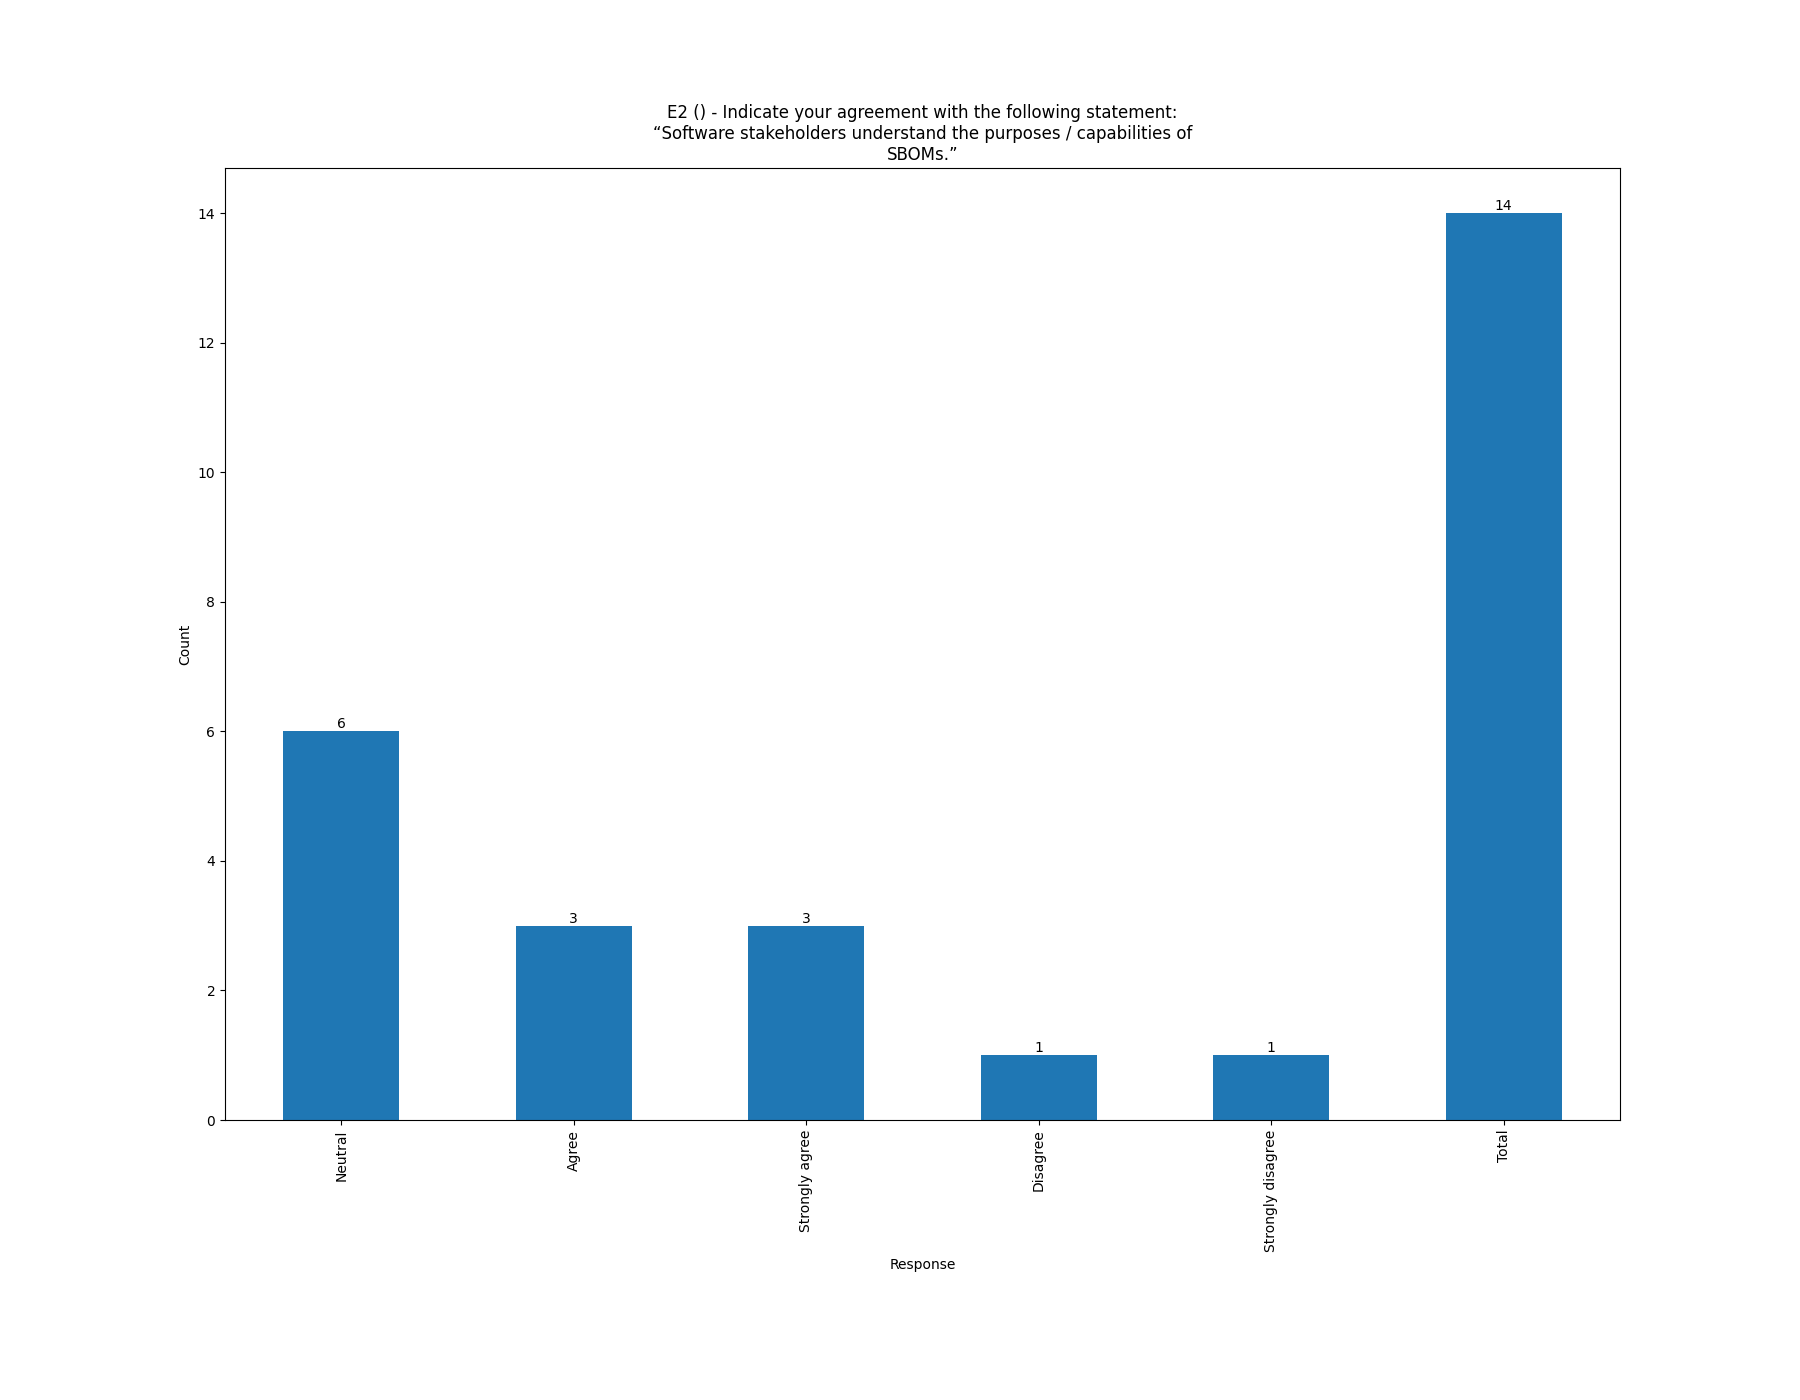 E2 () - Indicate your agreement with the following statement:
“Software stakeholders understand the purposes / capabilities of
SBOMs.”
14
12
10
8
6
4
2
0
Count
6
3
3
1
1
14
Neutral
Agree
Strongly agree
Disagree
Strongly disagree
Total
Response